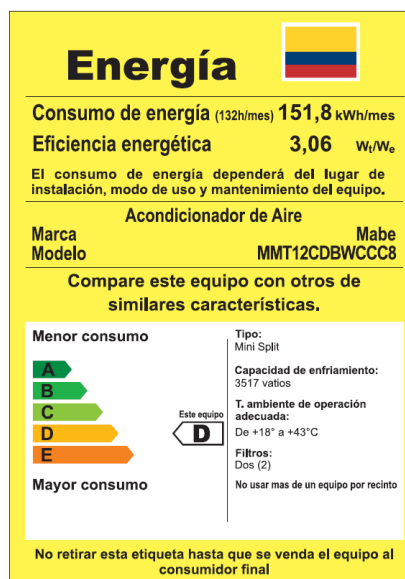 Energía
Consumo de energía (132h/mes) 151,8 kWh/mes
Eficiencia energética 3,06 Wt/We
El consumo de energía dependerá del lugar de
instalación, modo de uso y mantenimiento del equipo.
Acondicionador de Aire
Marca Mabe
Modelo MMT12CDBWCCC8
Compare este equipo con otros de
similares características.
Menor consumo
A
B
C
D
E
Mayor consumo
Este equipo
D
Tipo:
Mini Split
Capacidad de enfriamiento:
3517 vatios
T. ambiente de operación
adecuada:
De +18° a +43°C
Filtros:
Dos (2)
No usar mas de un equipo por recinto
No retirar esta etiqueta hasta que se venda el equipo al
consumidor final